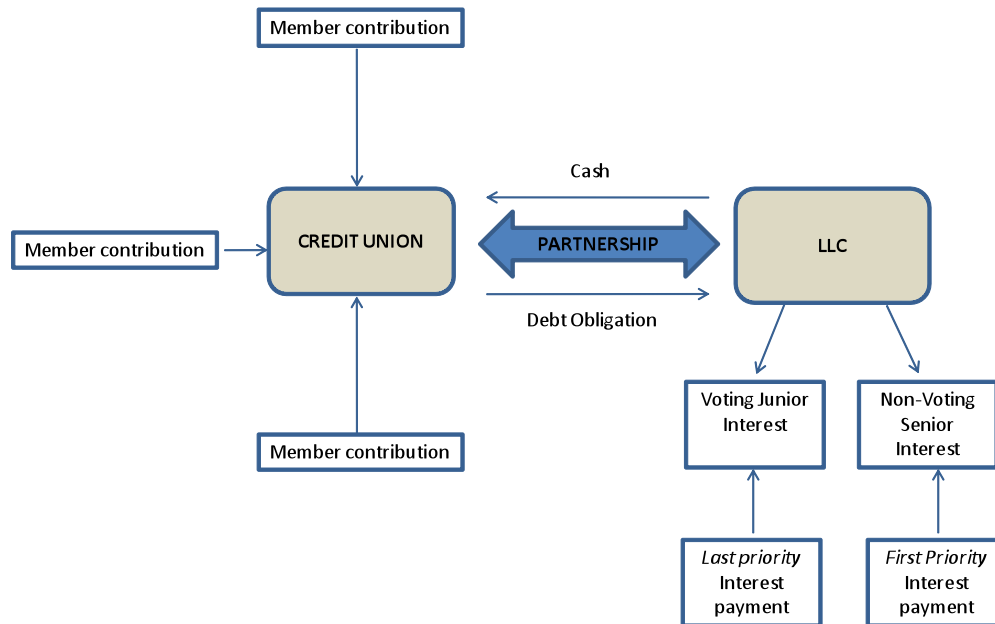 Member contribution
Cash
Member contribution
CREDIT UNION
PARTNERSHIP
LLC
Debt Obligation
Member contribution
Voting Junior
Interest
Non-Voting
Senior
Interest
Last priority
Interest
payment
First Priority
Interest
payment